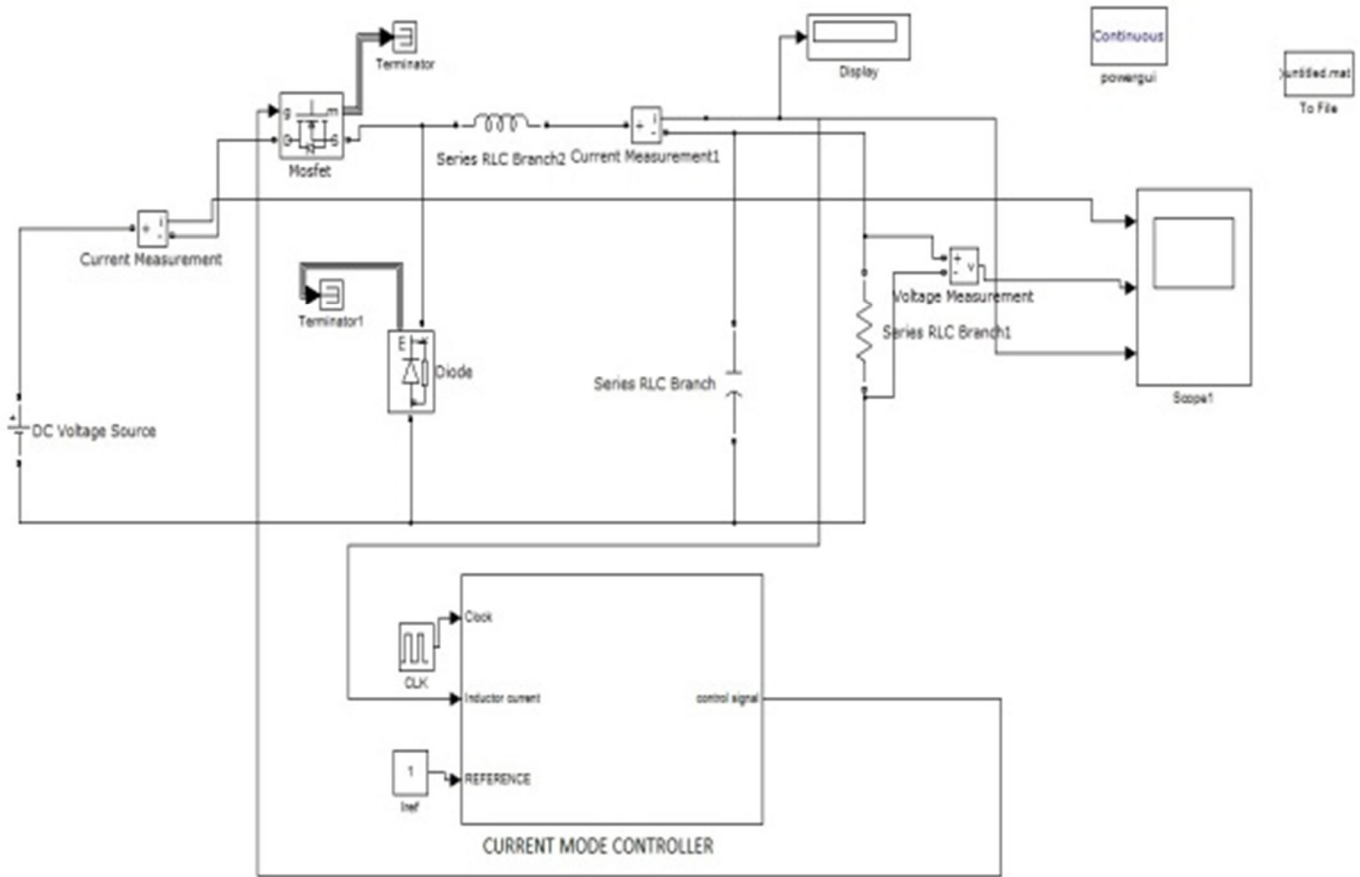 Terminator
Display
Continuous
powergui
untitled.mat
To File
g
m
D
S
Mosfet
Series RLC Branch2
+
i
-
Current Measurement1
+
i
-
Current Measurement
Terminator1
E
Diode
+
-
v
Voltage Measurement
Series RLC Branch1
Series RLC Branch
Scope1
+
DC Voltage Source
Clock
CLK
Inductor current
control signal
1
Iref
REFERENCE
CURRENT MODE CONTROLLER